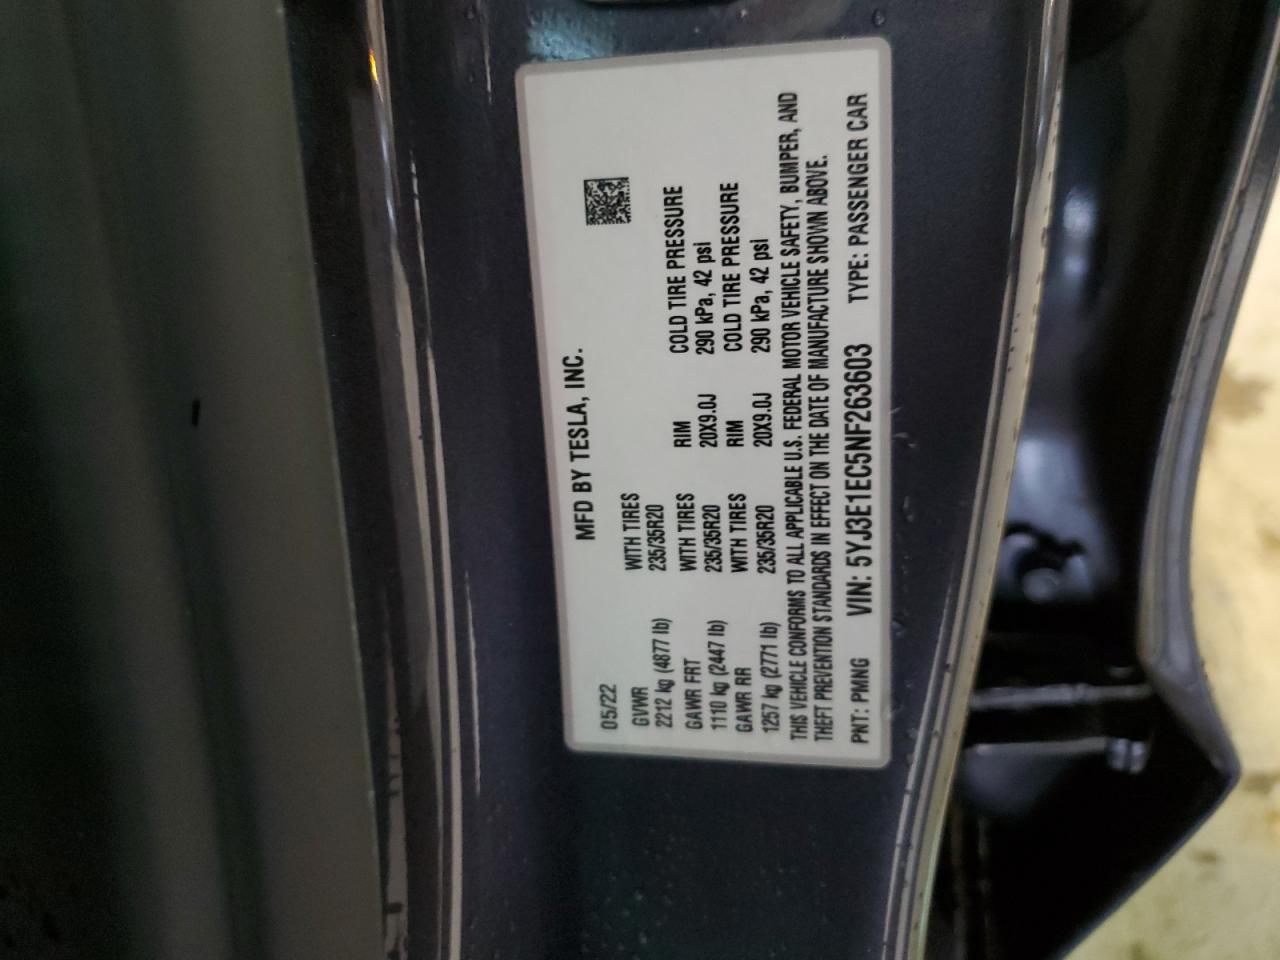 MFD BY TESLA, INC.
05/22
GVWR WITH TIRES
2212 kg (4877 lb) 235/35R20
GAWR FRT WITH TIRES RIM COLD TIRE PRESSURE
1110 kg (2447 lb) 235/35R20 20X9.0J 290 kPa, 42 psi
GAWR RR WITH TIRES RIM COLD TIRE PRESSURE
1257 kg (2771 lb) 235/35R20 20X9.0J 290 kPa, 42 psi
THIS VEHICLE CONFORMS TO ALL APPLICABLE U.S. FEDERAL MOTOR VEHICLE SAFETY, BUMPER, AND
THEFT PREVENTION STANDARDS IN EFFECT ON THE DATE OF MANUFACTURE SHOWN ABOVE.
PNT: PMNG VIN: 5YJ3E1EC5NF263603 TYPE: PASSENGER CAR